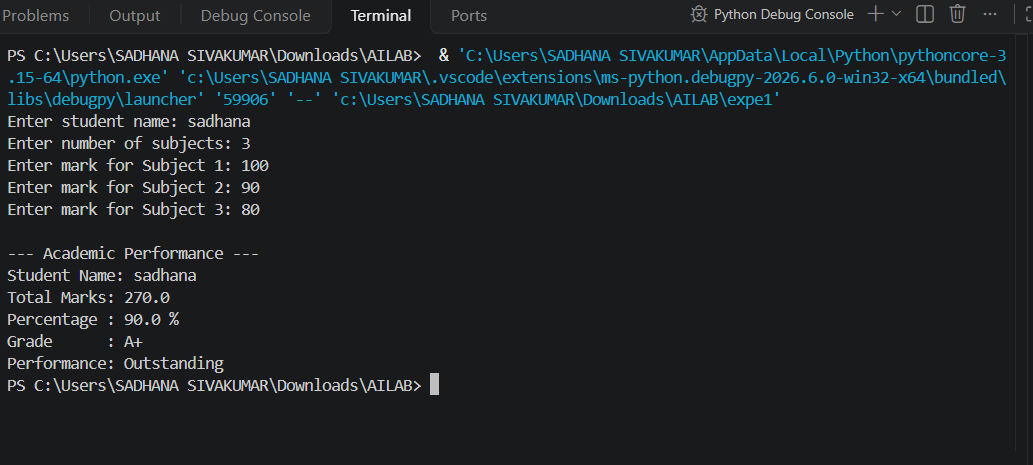 Problems Output Debug Console Terminal Ports Python Debug Console
PS C:\Users\SADHANA SIVAKUMAR\Downloads\AILAB>  & 'C:\Users\SADHANA SIVAKUMAR\AppData\Local\Python\pythoncore-3
.15-64\python.exe' 'c:\Users\SADHANA SIVAKUMAR\.vscode\extensions\ms-python.debugpy-2026.6.0-win32-x64\bundled\
libs\debugpy\launcher' '59906' '--' 'c:\Users\SADHANA SIVAKUMAR\Downloads\AILAB\expe1'
Enter student name: sadhana
Enter number of subjects: 3
Enter mark for Subject 1: 100
Enter mark for Subject 2: 90
Enter mark for Subject 3: 80
--- Academic Performance ---
Student Name: sadhana
Total Marks: 270.0
Percentage : 90.0 %
Grade      : A+
Performance: Outstanding
PS C:\Users\SADHANA SIVAKUMAR\Downloads\AILAB>